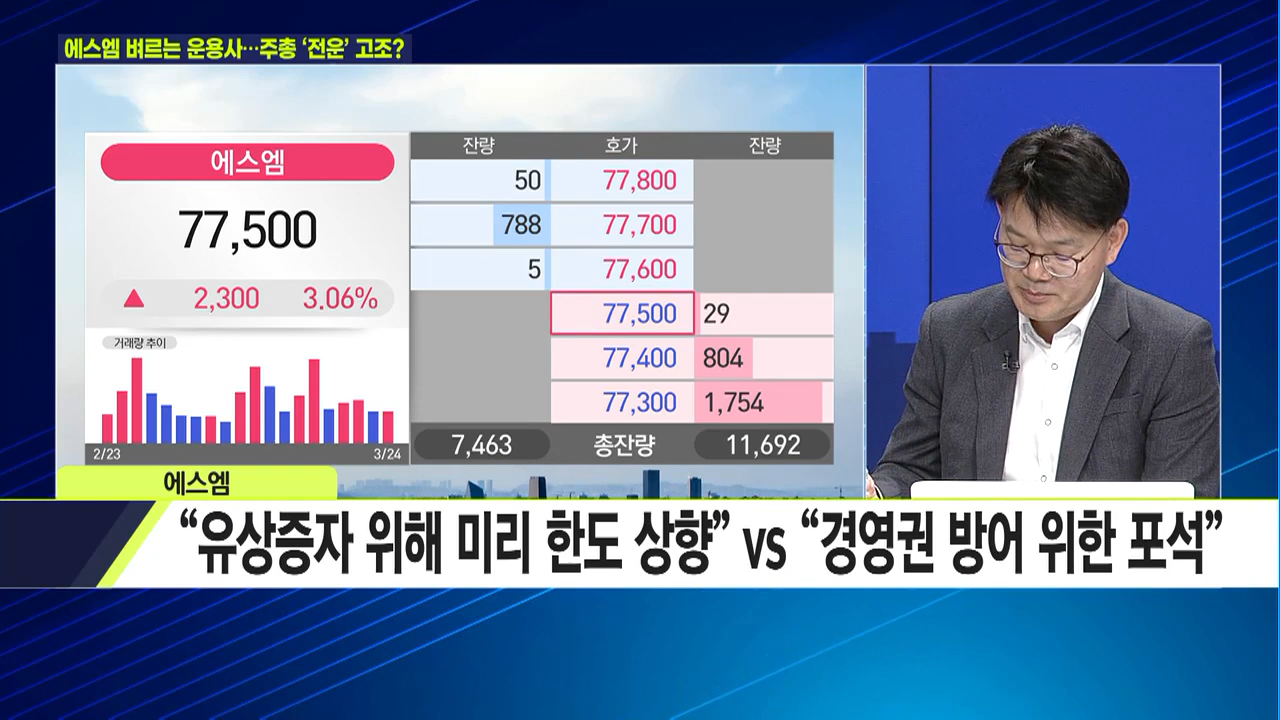 에스엠 벼르는 운용사…주총 ‘전운’ 고조?
에스엠
77,500
▲ 2,300 3.06%
거래량 추이
2/23 3/24
잔량 호가 잔량
50 77,800
788 77,700
5 77,600
77,500 29
77,400 804
77,300 1,754
7,463 총잔량 11,692
에스엠
“유상증자 위해 미리 한도 상향” vs “경영권 방어 위한 포석”